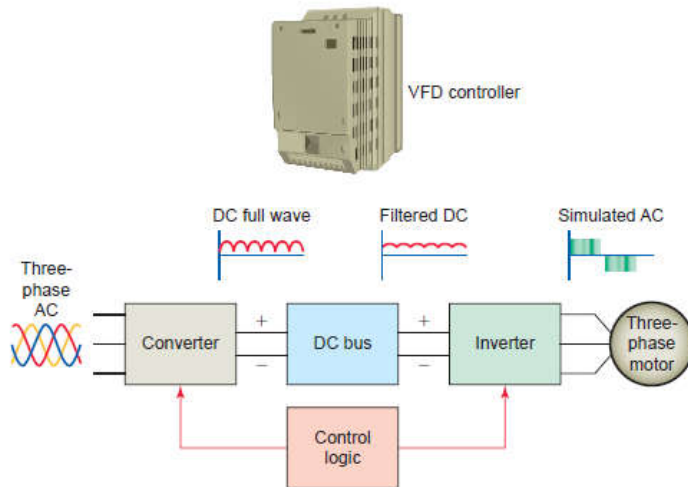 VFD controller
DC full wave
Filtered DC
Simulated AC
Three-
phase
AC
Converter
+
−
DC bus
+
−
Inverter
Three-
phase
motor
Control
logic